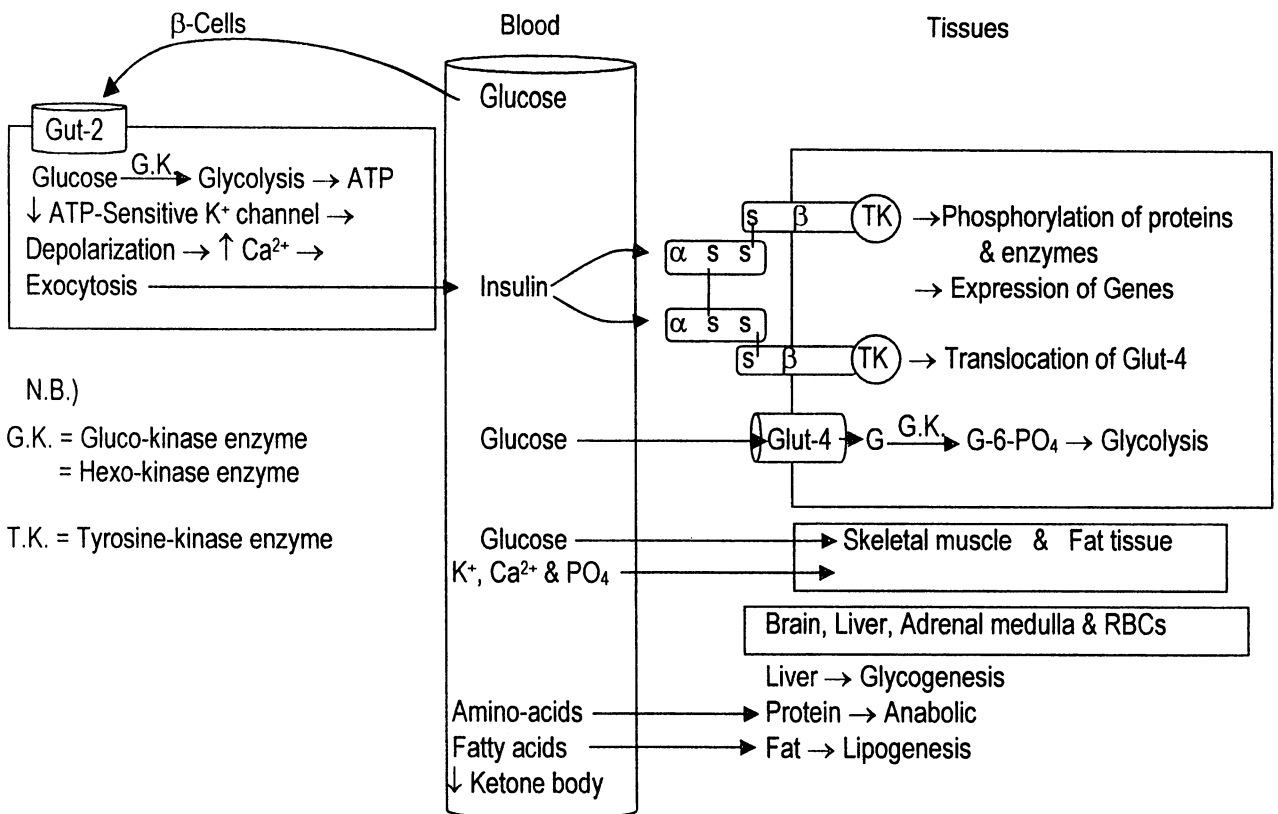 β-Cells
Blood
Tissues
Glucose
Gut-2
Glucose G.K. → Glycolysis → ATP
↓ ATP-Sensitive K⁺ channel →
Depolarization → ↑ Ca²⁺ →
Exocytosis
Insulin
s β TK → Phosphorylation of proteins
& enzymes
α s s
→ Expression of Genes
α s s
s β TK → Translocation of Glut-4
N.B.)
G.K. = Gluco-kinase enzyme
= Hexo-kinase enzyme
T.K. = Tyrosine-kinase enzyme
Glucose → Glut-4 → G G.K. → G-6-PO₄ → Glycolysis
Glucose → Skeletal muscle & Fat tissue
K⁺, Ca²⁺ & PO₄ →
Brain, Liver, Adrenal medulla & RBCs
Liver → Glycogenesis
Amino-acids → Protein → Anabolic
Fatty acids → Fat → Lipogenesis
↓ Ketone body